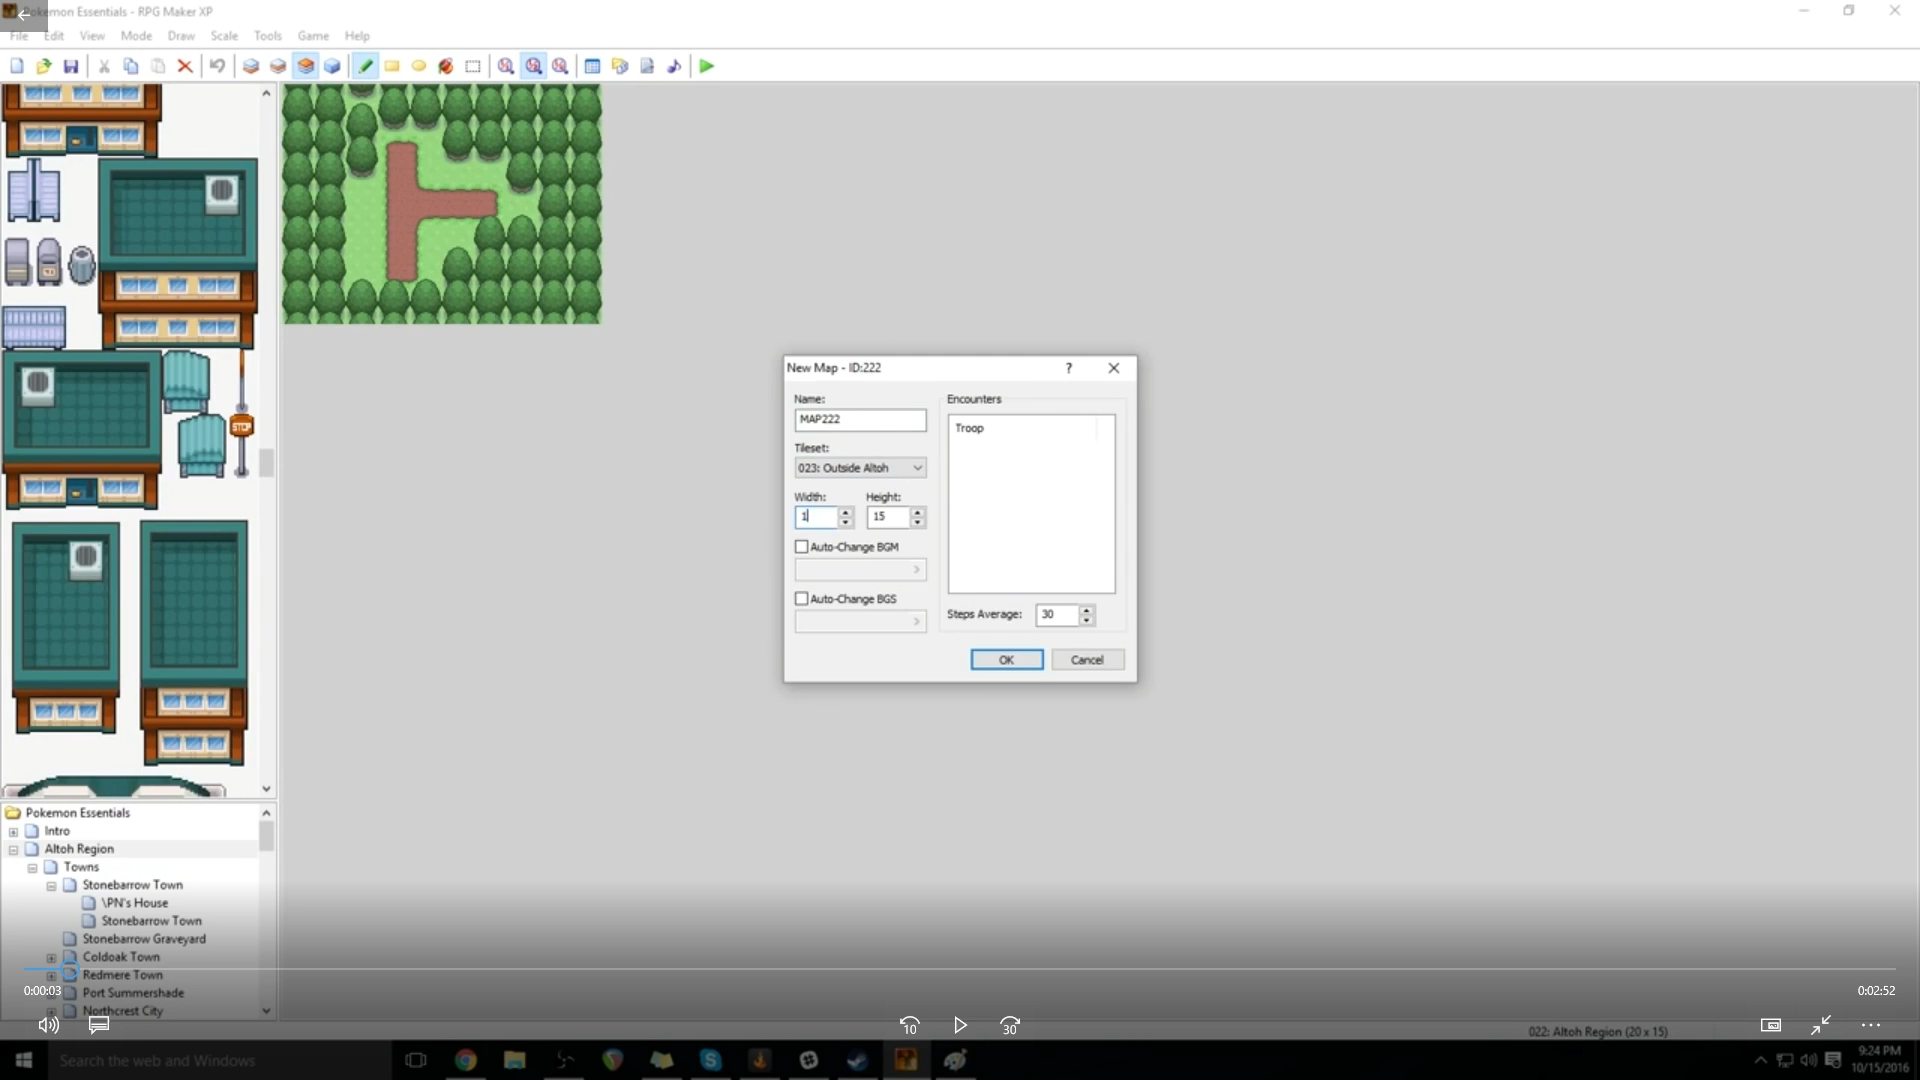 Pokemon Essentials - RPG Maker XP
File Edit View Mode Draw Scale Tools Game Help
STOP
New Map - ID:222
?
Name:
MAP222
Encounters
Troop
Tileset:
023: Outside Altoh
Width: Height:
1 15
Auto-Change BGM
Auto-Change BGS
Steps Average: 30
OK Cancel
Pokemon Essentials
Intro
Altoh Region
Towns
Stonebarrow Town
\PN's House
Stonebarrow Town
Stonebarrow Graveyard
Coldoak Town
Redmere Town
Port Summershade
Northcrest City
0:00:03
0:02:52
10
30
022: Altoh Region (20 x 15)
Search the web and Windows
9:24 PM
10/15/2016